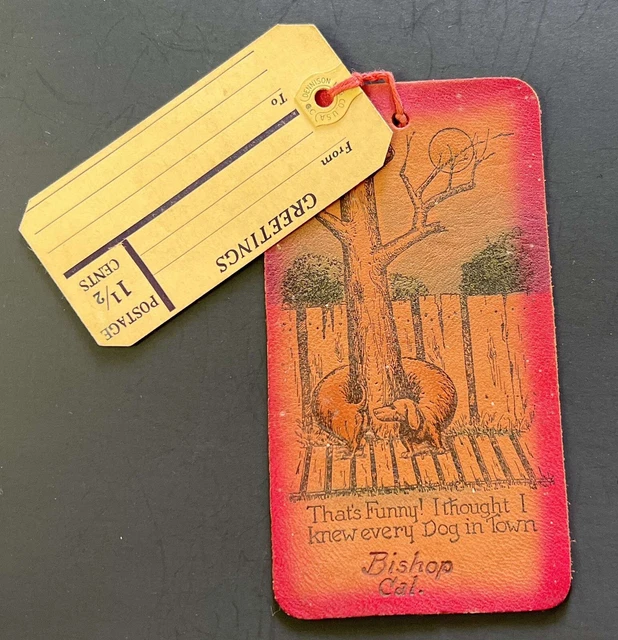 GREETINGS
From
To
POSTAGE
1 1/2
CENTS
DENNISON
CO. U.S.A.
That's Funny! I thought I
knew every Dog in Town
Bishop
Cal.